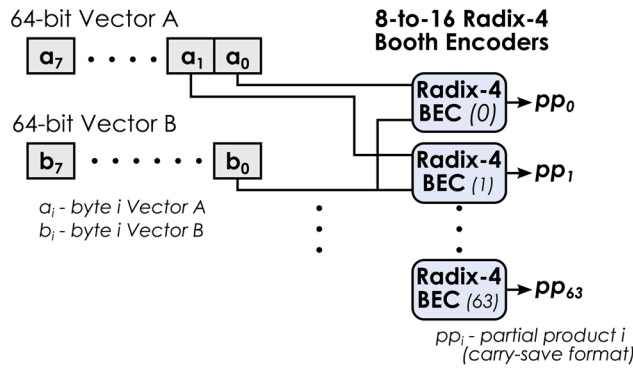 64-bit Vector A
8-to-16 Radix-4
Booth Encoders
a7 a1 a0
Radix-4
BEC (0)
pp0
64-bit Vector B
b7 b0
Radix-4
BEC (1)
pp1
ai - byte i Vector A
bi - byte i Vector B
Radix-4
BEC (63)
pp63
ppi - partial product i
(carry-save format)